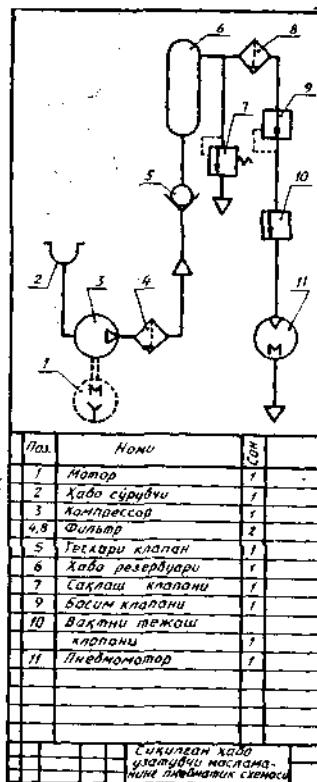 6
8
9
7
10
5
2
3
4
11
1
М
М
Поз. Номи Сон
1 Мотор 1
2 Хаво сўрувчи 1
3 Компрессор 1
4,8 Фильтр 2
5 Тескари клапан 1
6 Хаво резервуари 1
7 Сақлаш клапани 1
9 Босим клапани 1
10 Вақтни тежаш
клапани 1
11 Пневмомотор 1
Сиқилган хаво
узатувчи маслама-
нинг пневматик схемаси